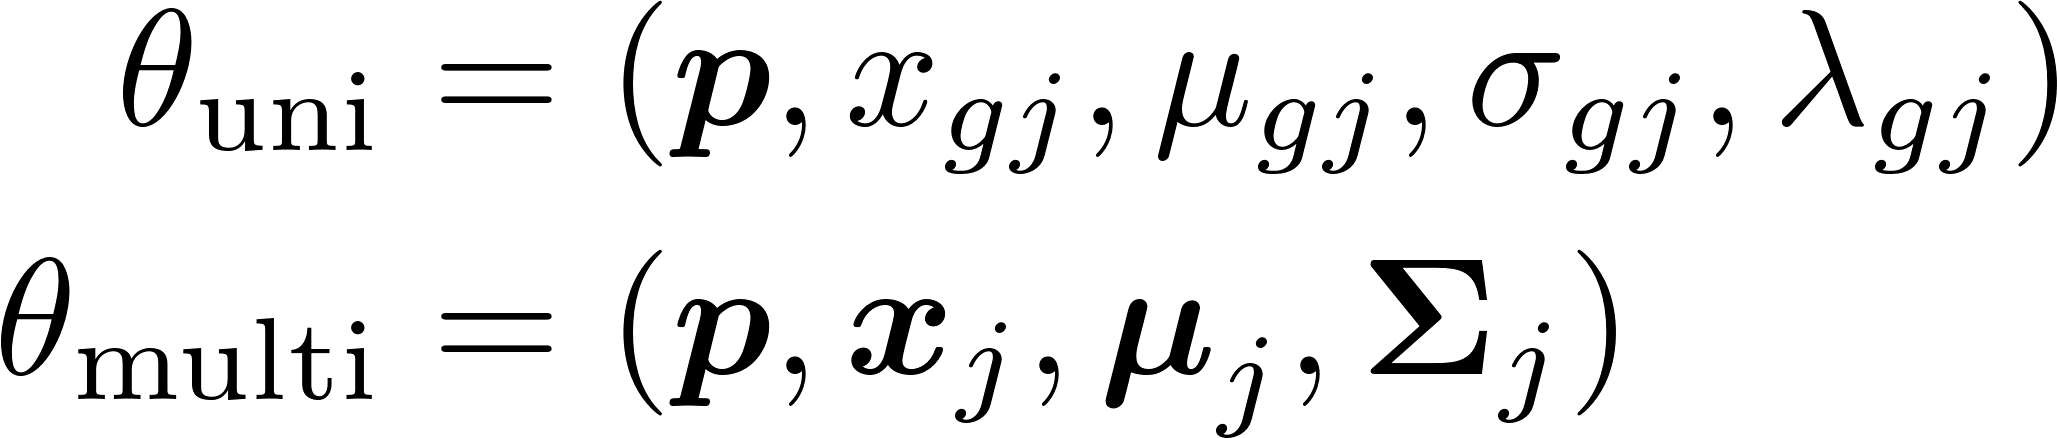 θ_uni = (𝒑, x_gj, μ_gj, σ_gj, λ_gj)
θ_multi = (𝒑, 𝒙_j, 𝝁_j, 𝚺_j)